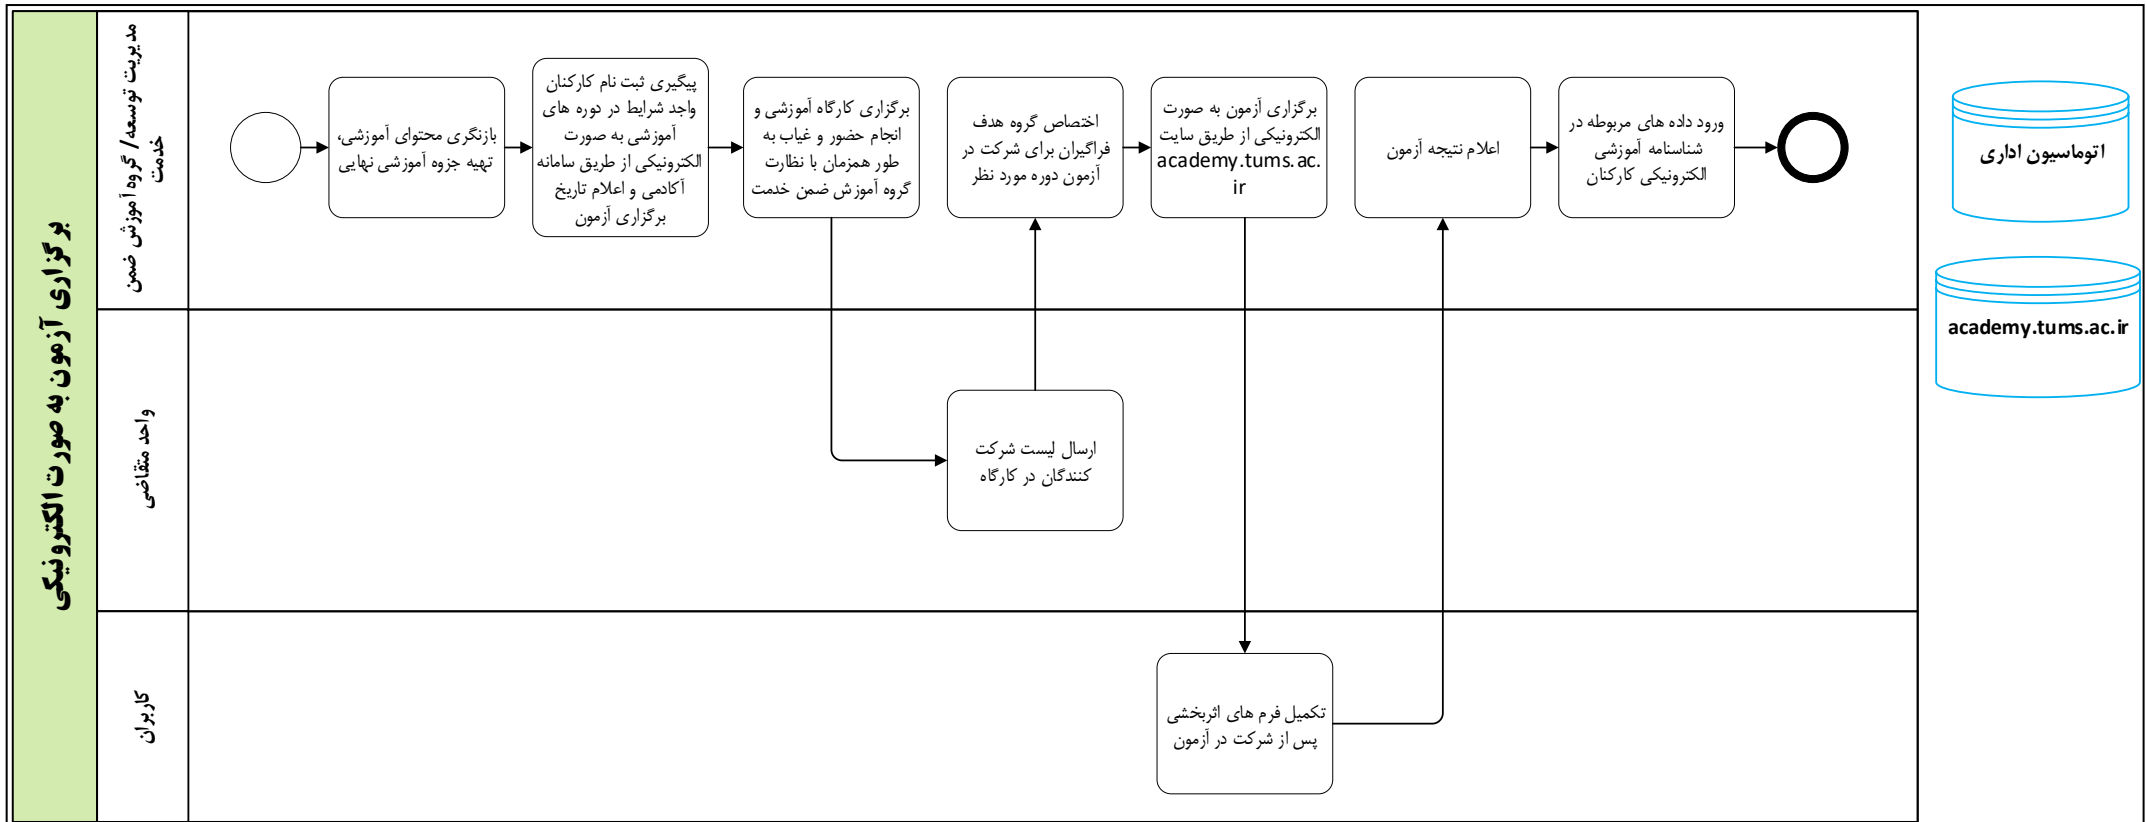 برگزاری آزمون به صورت الکترونیکی
مدیریت توسعه/ گروه آموزش ضمن
خدمت
بازنگری محتوای آموزشی،
تهیه جزوه آموزشی نهایی
پیگیری ثبت نام کارکنان
واجد شرایط در دوره های
آموزشی به صورت
الکترونیکی از طریق سامانه
آکادمی و اعلام تاریخ
برگزاری آزمون
برگزاری کارگاه آموزشی و
انجام حضور و غیاب به
طور همزمان با نظارت
گروه آموزش ضمن خدمت
اختصاص گروه هدف
فراگیران برای شرکت در
آزمون دوره مورد نظر
برگزاری آزمون به صورت
الکترونیکی از طریق سایت
academy.tums.ac.
ir
اعلام نتیجه آزمون
ورود داده های مربوطه در
شناسنامه آموزشی
الکترونیکی کارکنان
واحد متقاضی
ارسال لیست شرکت
کنندگان در کارگاه
کاربران
تکمیل فرم های اثربخشی
پس از شرکت در آزمون
اتوماسیون اداری
academy.tums.ac.ir